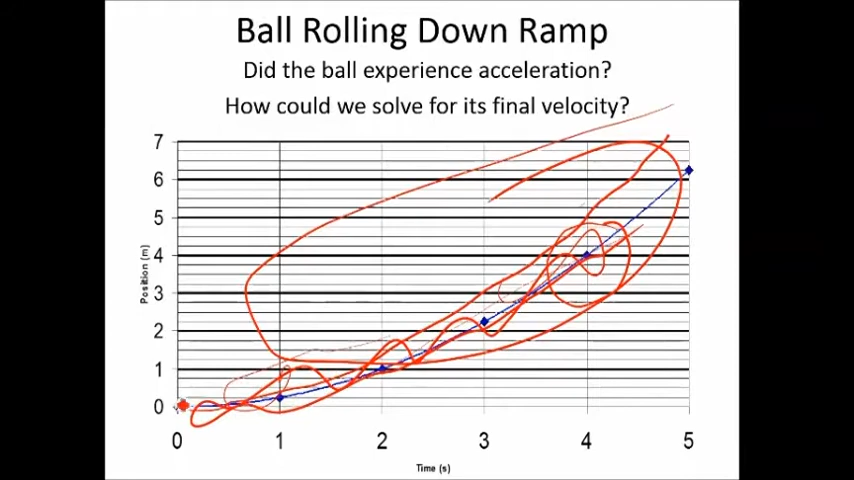 Ball Rolling Down Ramp
Did the ball experience acceleration?
How could we solve for its final velocity?
7
6
5
4
3
2
1
0
Position (m)
0 1 2 3 4 5
Time (s)